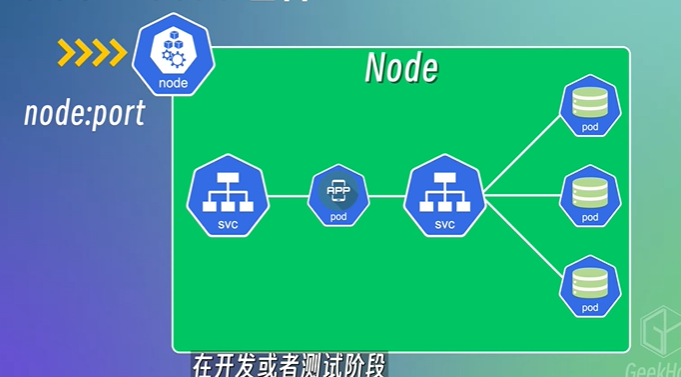 node
Node
node:port
pod
svc
APP
pod
svc
pod
pod
在开发或者测试阶段